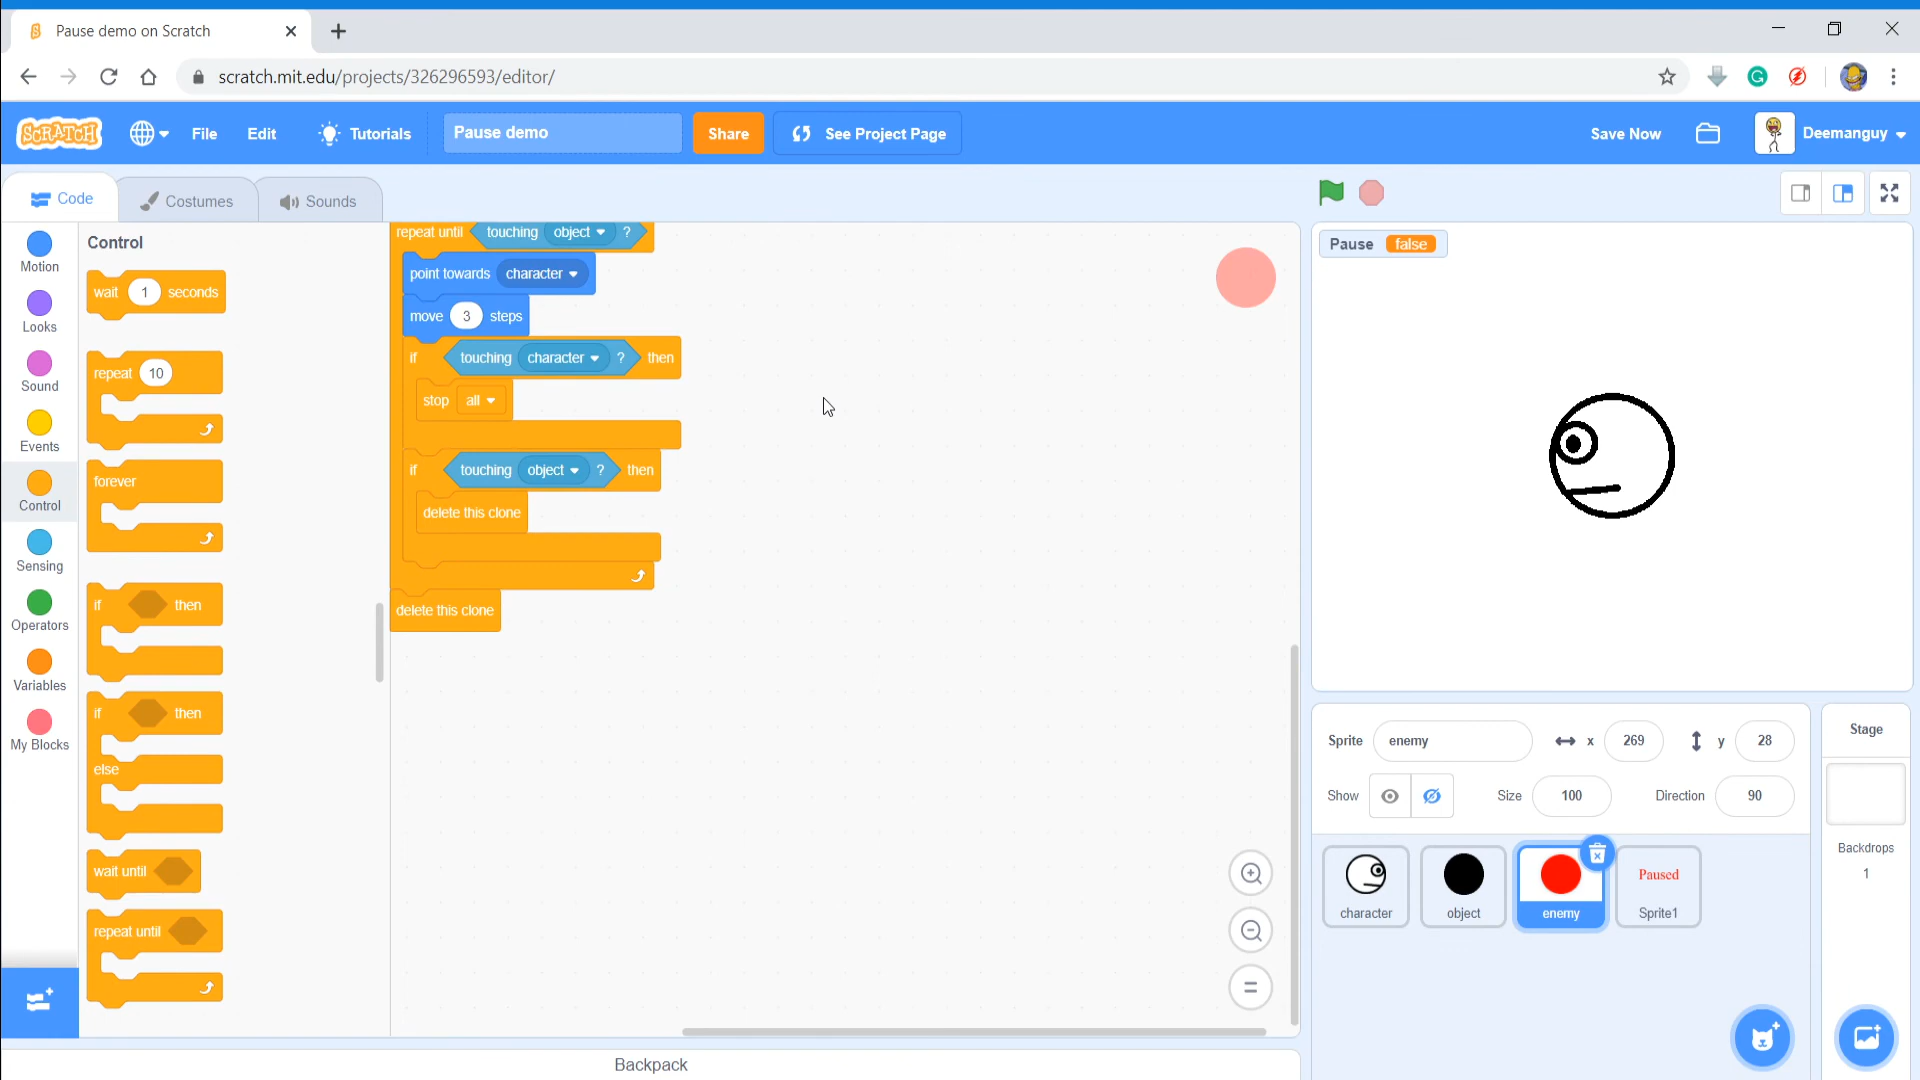 Pause demo on Scratch
scratch.mit.edu/projects/326296593/editor/
SCRATCH
File
Edit
Tutorials
Pause demo
Share
See Project Page
Save Now
Deemanguy
Code
Costumes
Sounds
Motion
Looks
Sound
Events
Control
Sensing
Operators
Variables
My Blocks
Control
wait 1 seconds
repeat 10
forever
if then
if then
else
wait until
repeat until
repeat until touching object ?
point towards character
move 3 steps
if touching character ? then
stop all
if touching object ? then
delete this clone
delete this clone
Backpack
Pause false
Sprite enemy x 269 y 28
Show Size 100 Direction 90
character
object
enemy
Paused
Sprite1
Stage
Backdrops
1